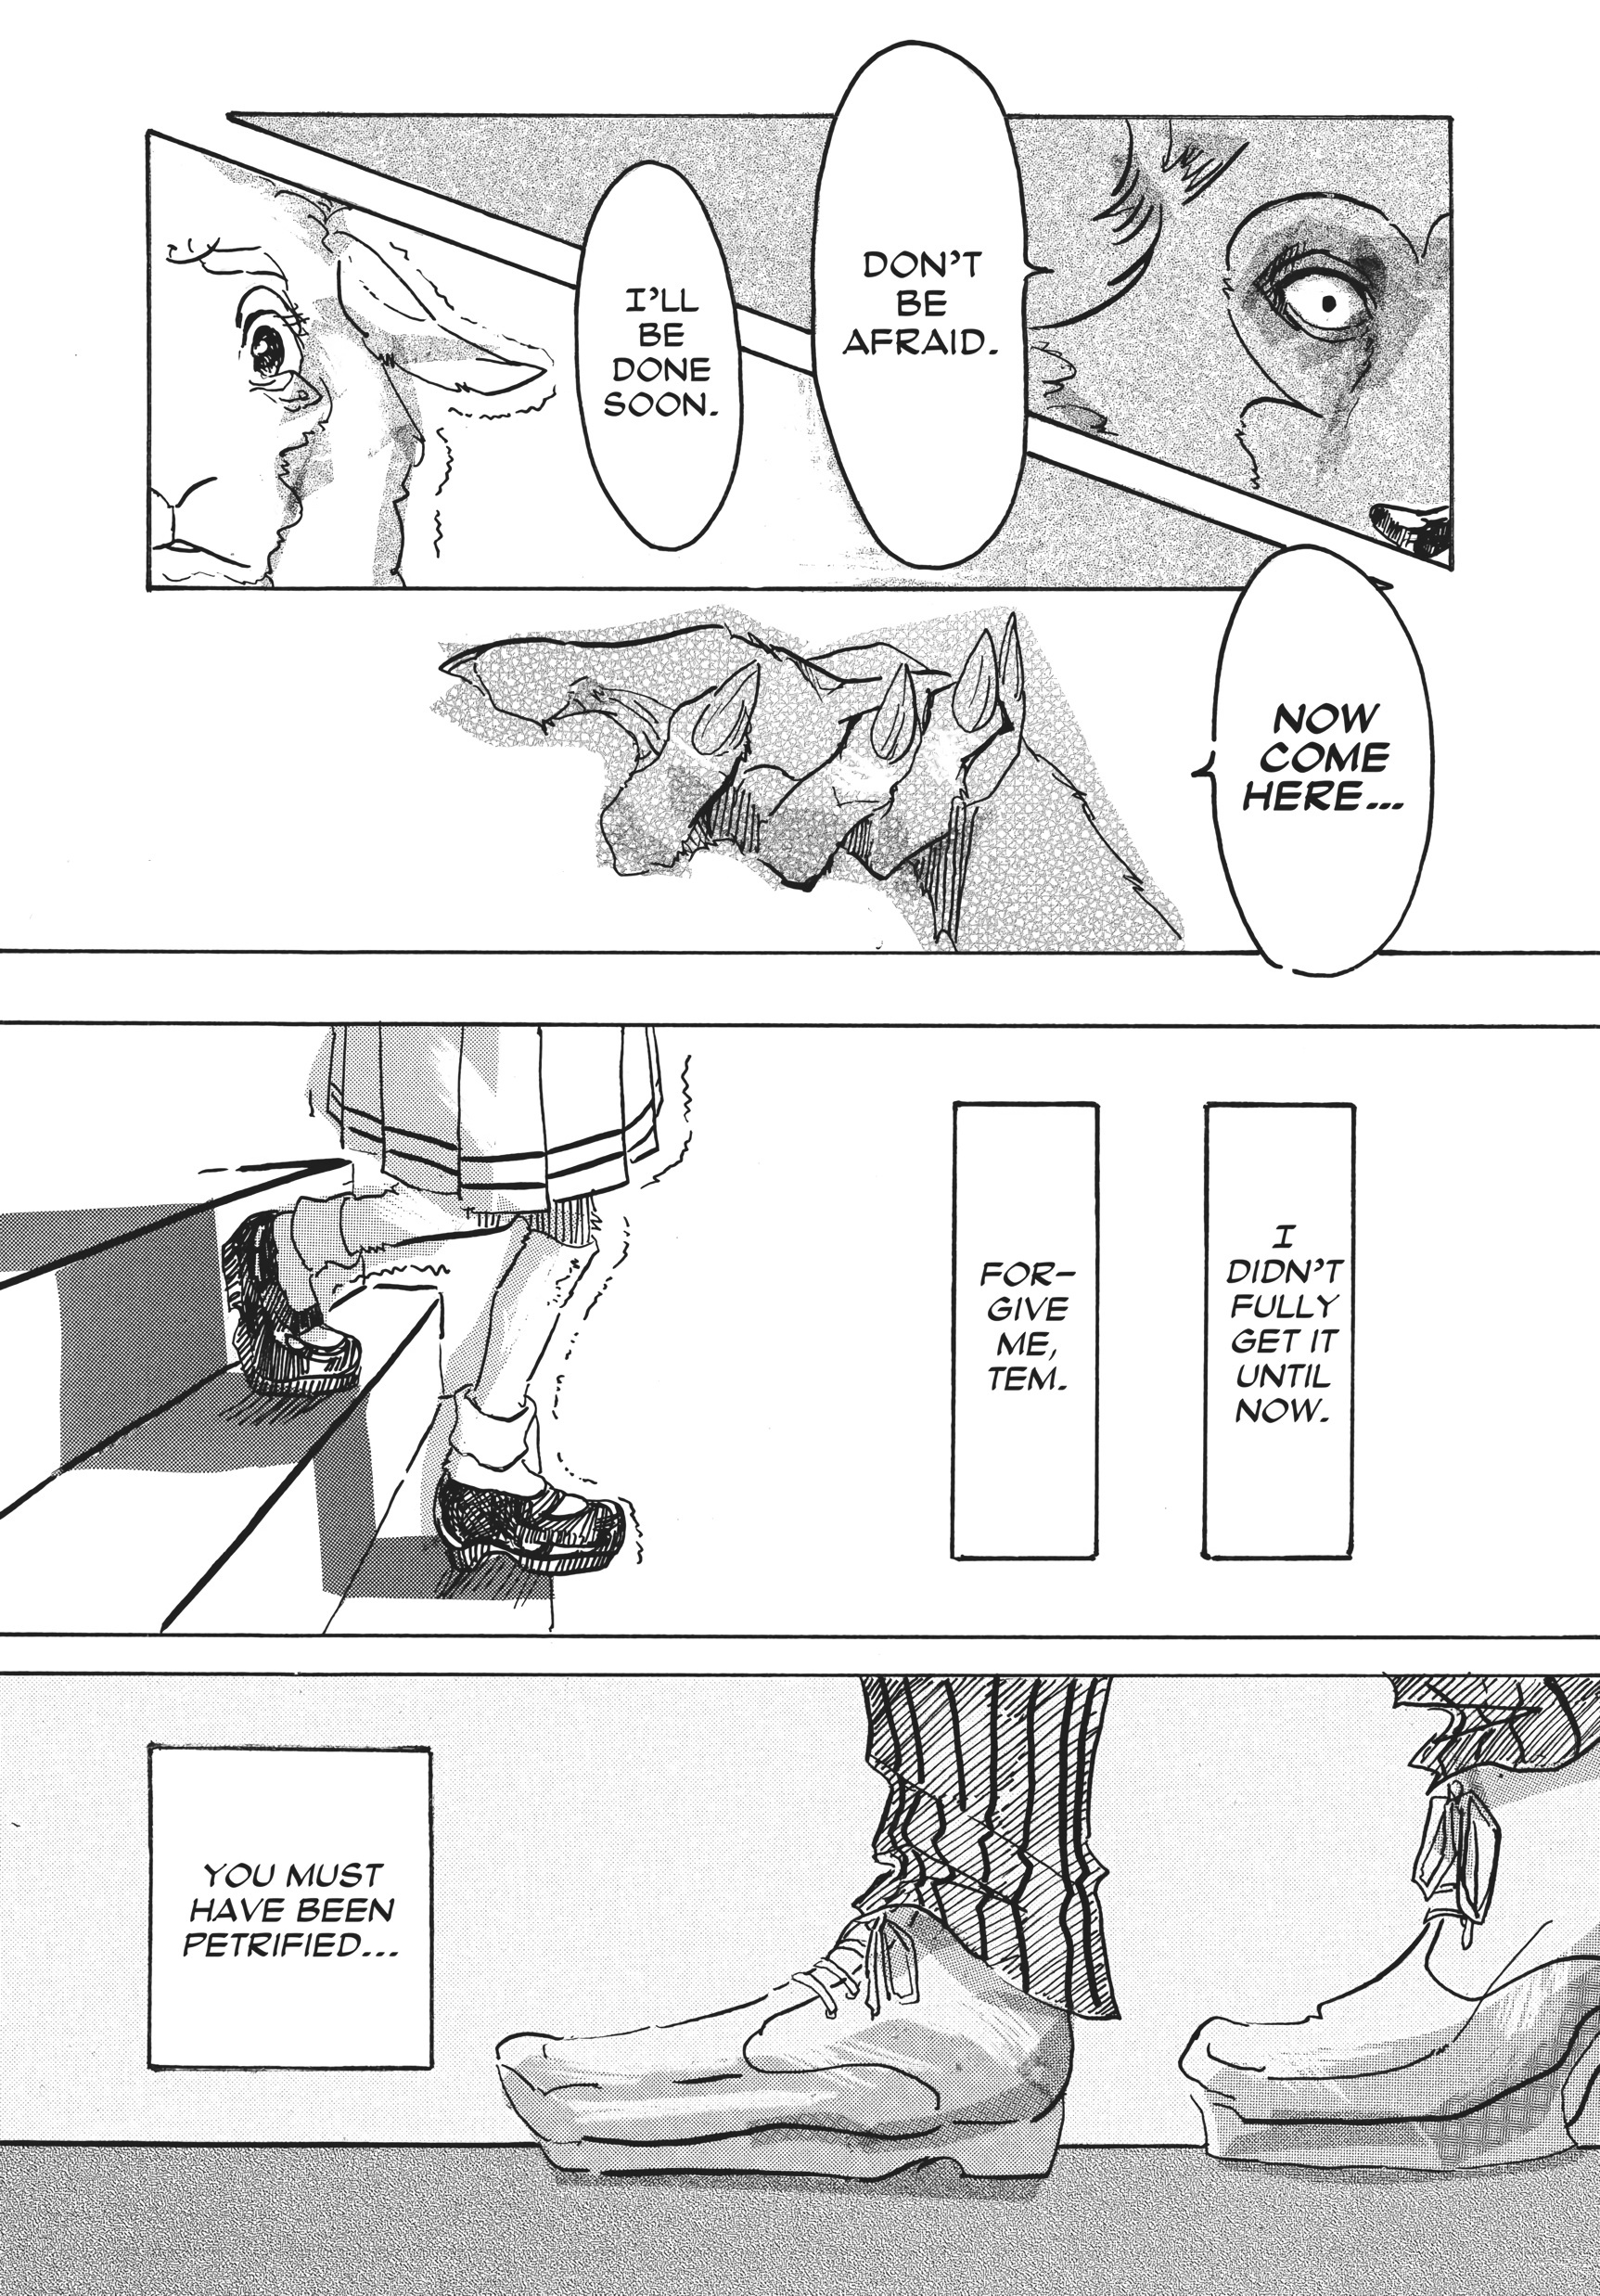 DON'T
BE
AFRAID.
I'LL
BE
DONE
SOON.
NOW
COME
HERE...
I
DIDN'T
FULLY
GET IT
UNTIL
NOW.
FOR-
GIVE
ME,
TEM.
YOU MUST
HAVE BEEN
PETRIFIED...